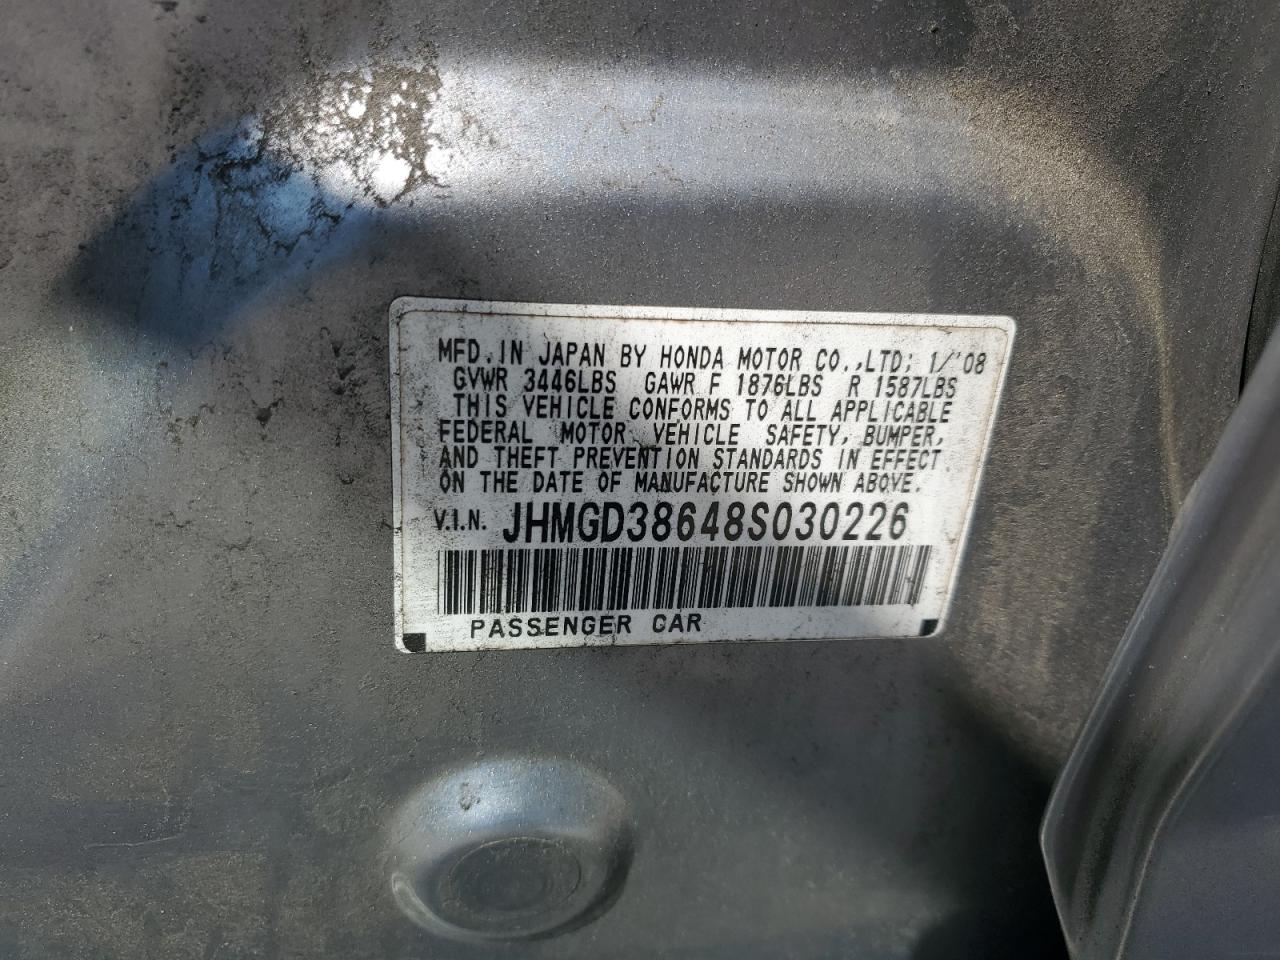 MFD. IN JAPAN BY HONDA MOTOR CO.,LTD; 1/'08
GVWR 3446LBS GAWR F 1876LBS R 1587LBS
THIS VEHICLE CONFORMS TO ALL APPLICABLE
FEDERAL MOTOR VEHICLE SAFETY, BUMPER,
AND THEFT PREVENTION STANDARDS IN EFFECT
ON THE DATE OF MANUFACTURE SHOWN ABOVE.
V.I.N. JHMGD38648S030226
PASSENGER CAR